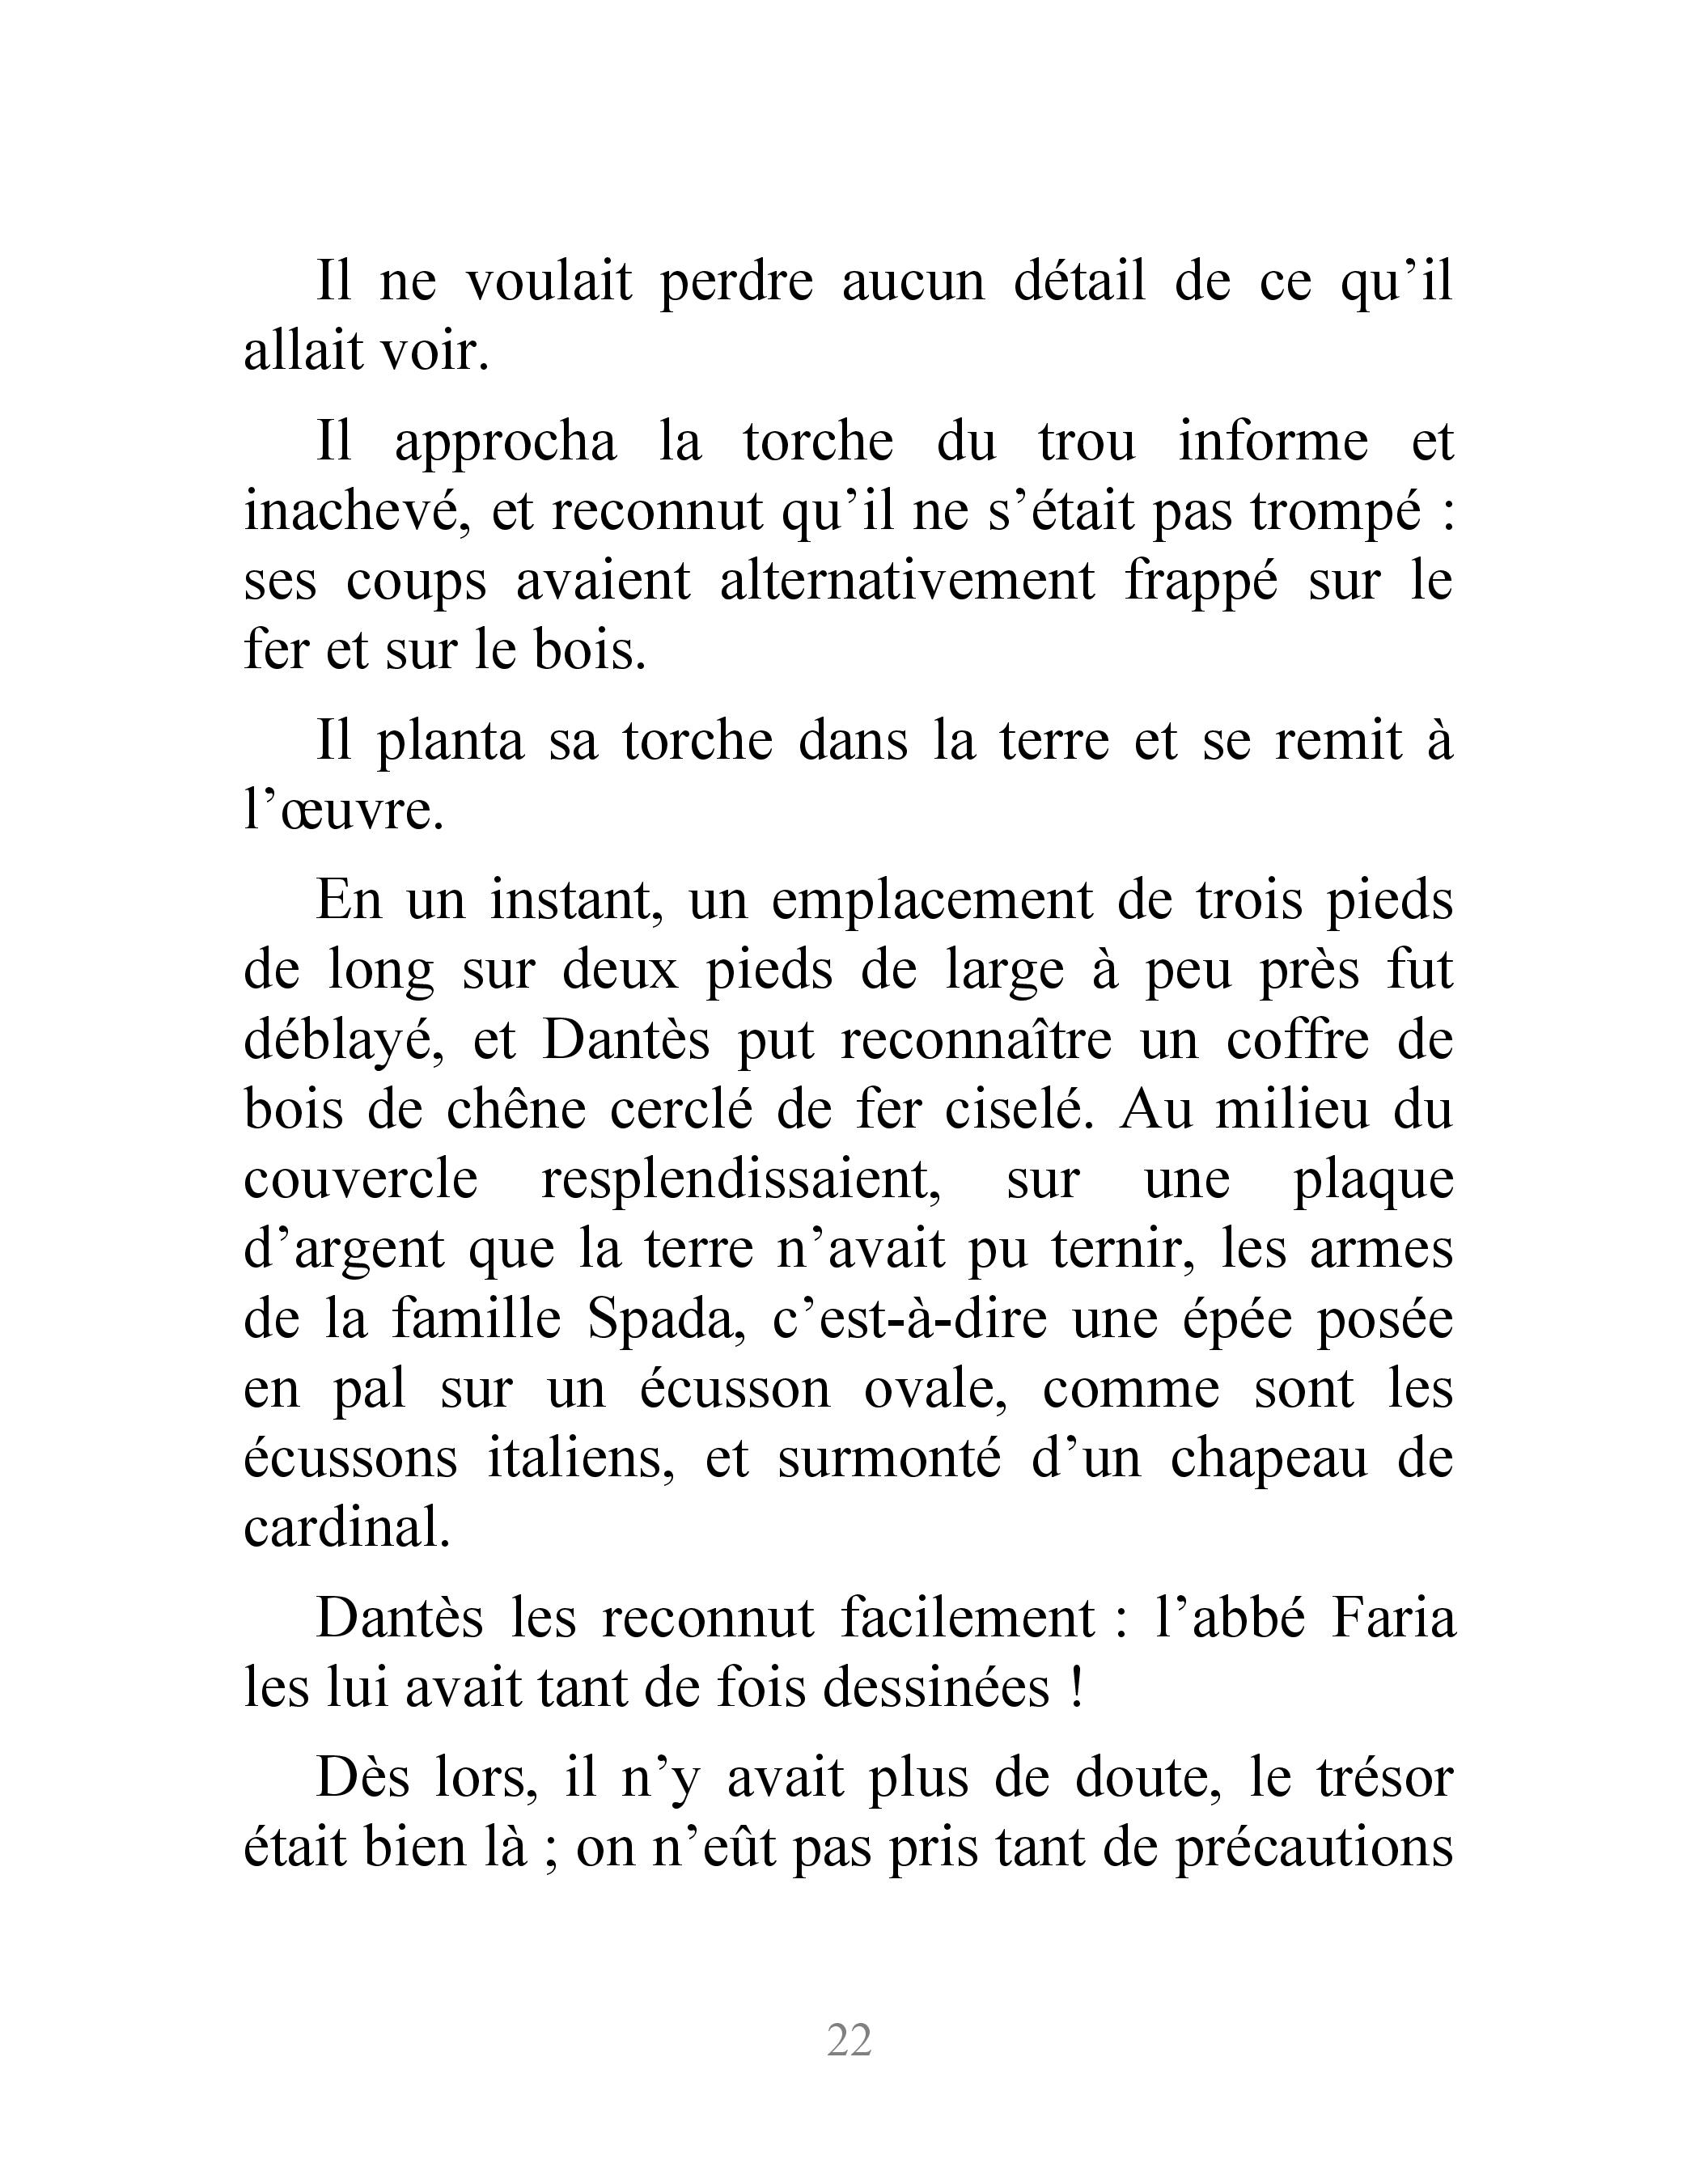 Il ne voulait perdre aucun détail de ce qu’il
allait voir.
Il approcha la torche du trou informe et
inachevé, et reconnut qu’il ne s’était pas trompé :
ses coups avaient alternativement frappé sur le
fer et sur le bois.
Il planta sa torche dans la terre et se remit à
l’œuvre.
En un instant, un emplacement de trois pieds
de long sur deux pieds de large à peu près fut
déblayé, et Dantès put reconnaître un coffre de
bois de chêne cerclé de fer ciselé. Au milieu du
couvercle resplendissaient, sur une plaque
d’argent que la terre n’avait pu ternir, les armes
de la famille Spada, c’est-à-dire une épée posée
en pal sur un écusson ovale, comme sont les
écussons italiens, et surmonté d’un chapeau de
cardinal.
Dantès les reconnut facilement : l’abbé Faria
les lui avait tant de fois dessinées !
Dès lors, il n’y avait plus de doute, le trésor
était bien là ; on n’eût pas pris tant de précautions
22